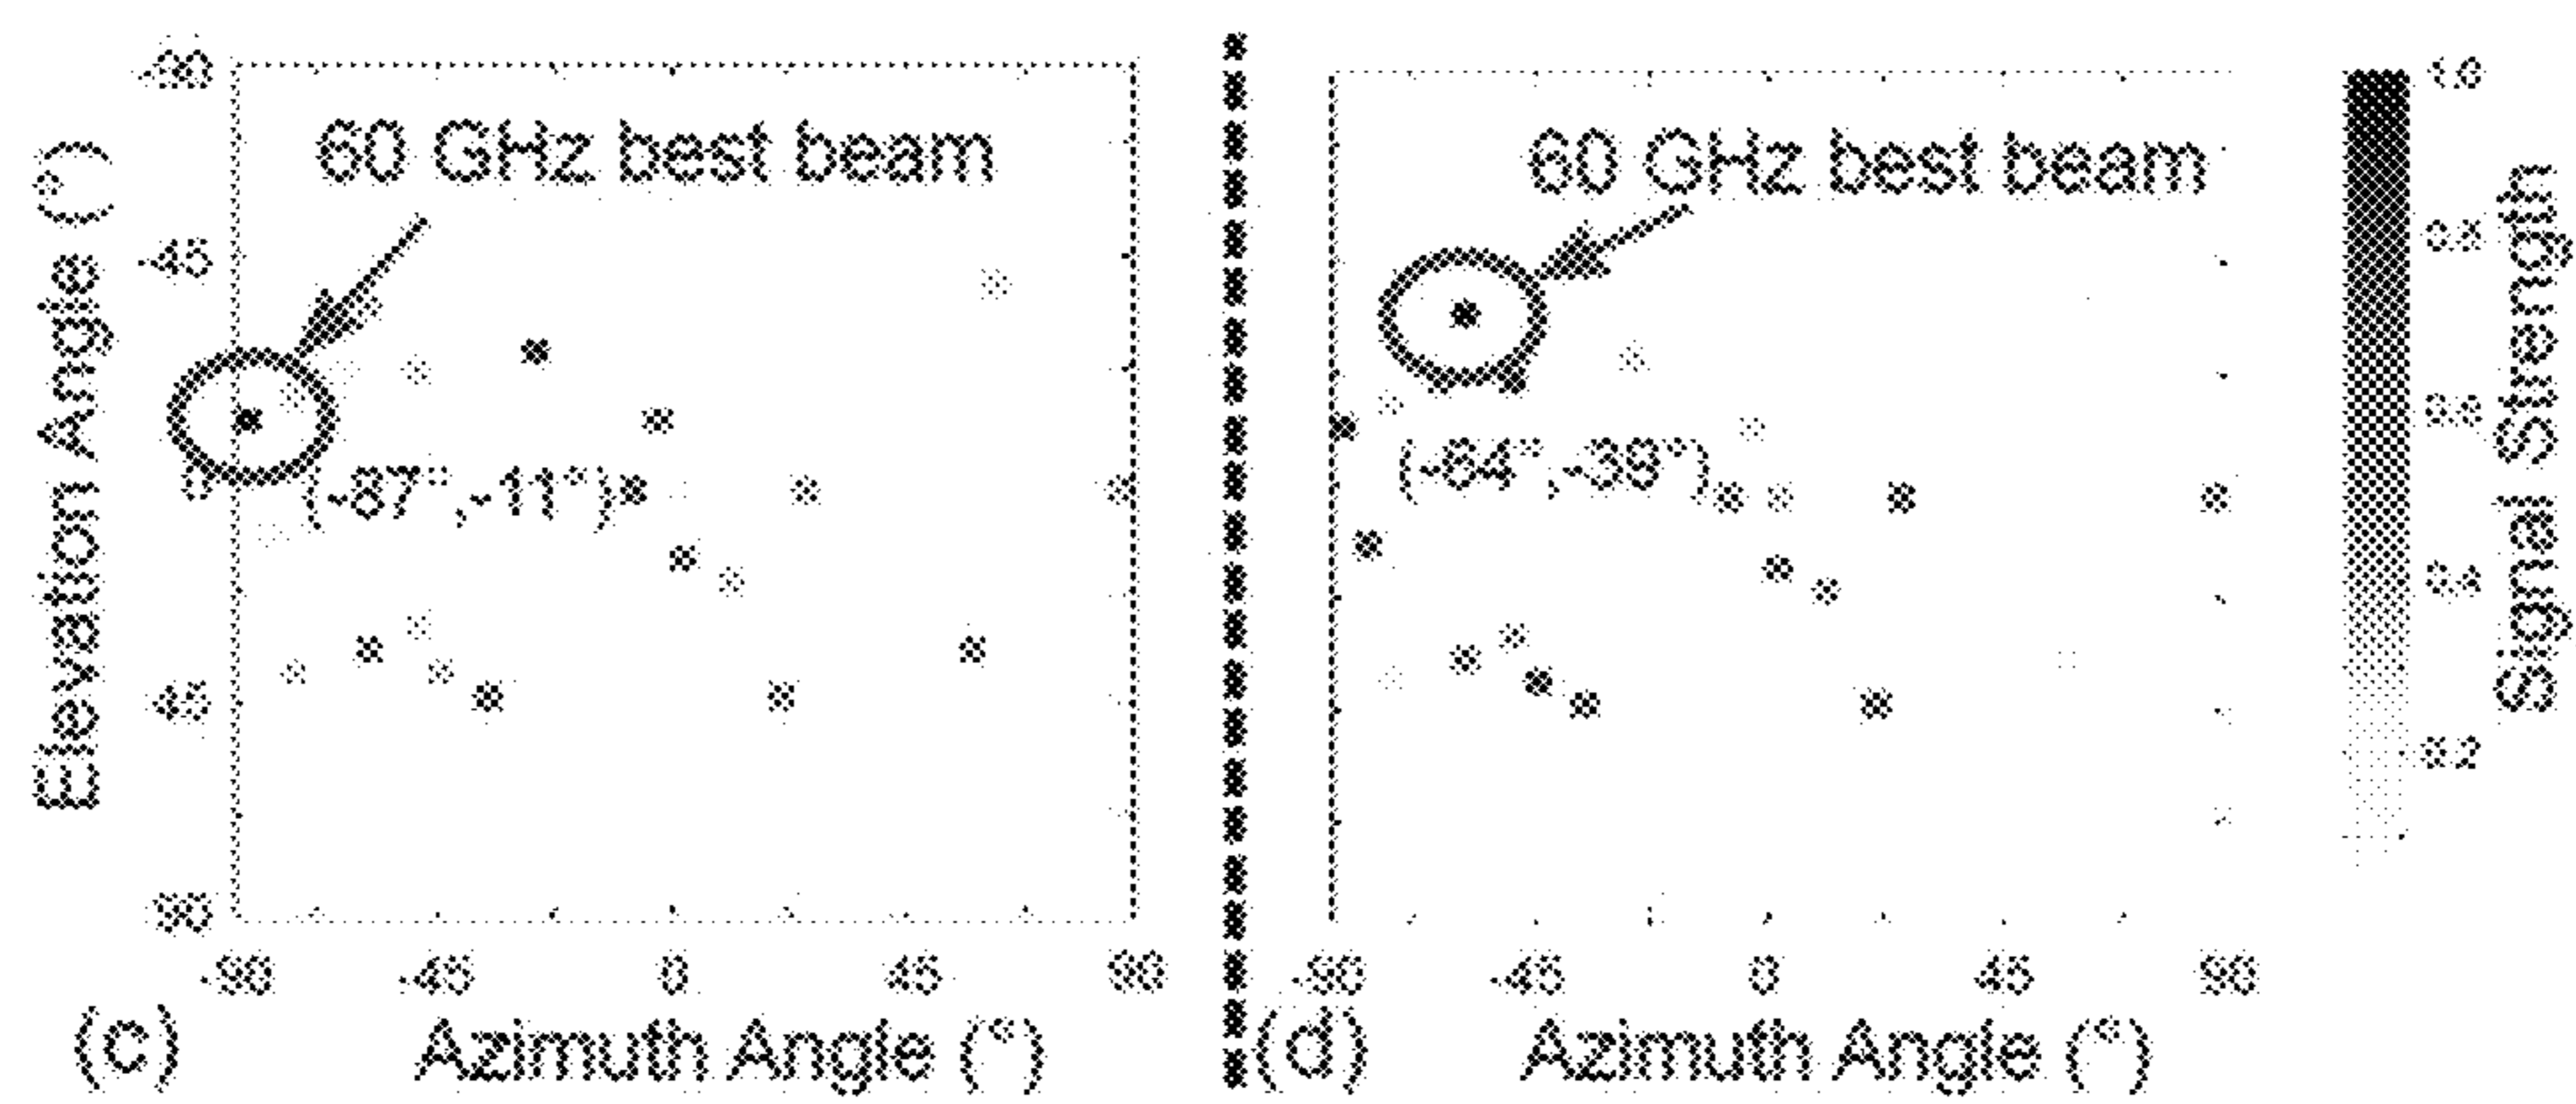 -90
-45
0
45
90
Elevation Angle (°)
60 GHz best beam
(-87°,-11°)
-90 -45 0 45 90
(c) Azimuth Angle (°)
60 GHz best beam
(-64°,-39°)
-90 -45 0 45 90
(d) Azimuth Angle (°)
1.0
0.8
0.6
0.4
0.2
Signal Strength